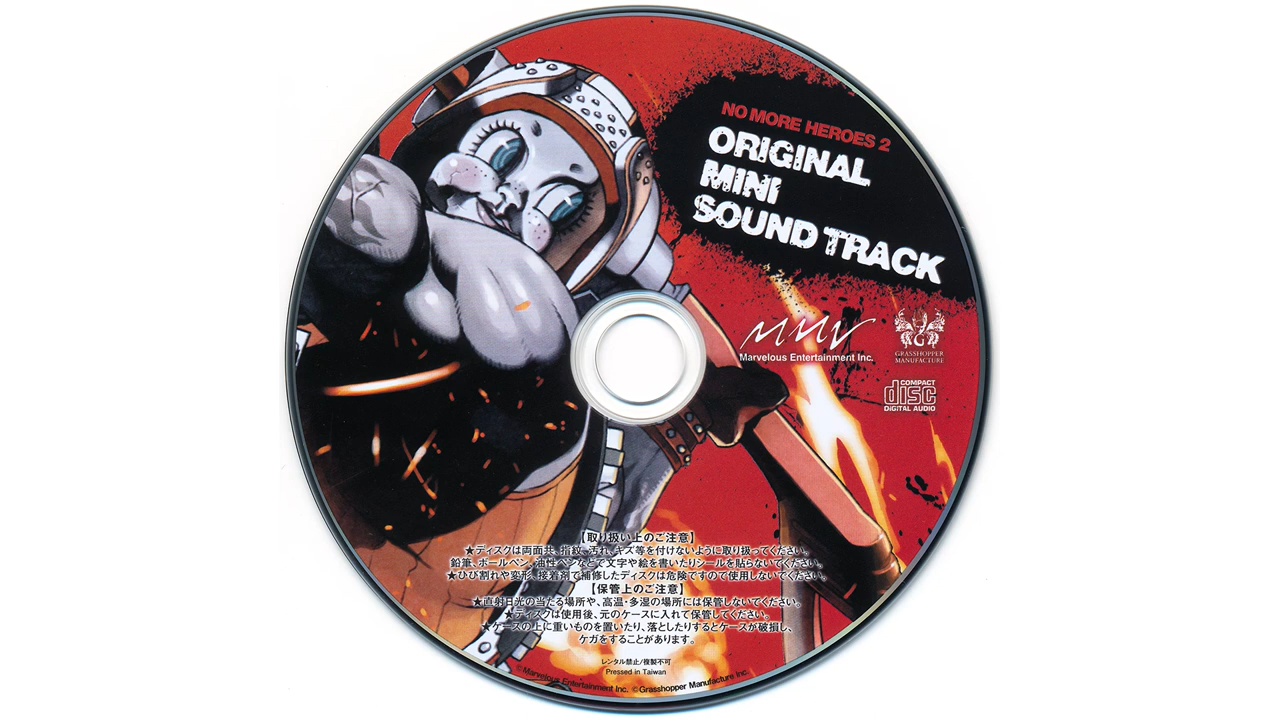 NO MORE HEROES 2
ORIGINAL
MINI
SOUND TRACK
MMV
Marvelous Entertainment Inc.
GRASSHOPPER
MANUFACTURE
COMPACT
disc
DIGITAL AUDIO
【取り扱い上のご注意】
★ディスクは両面共、指紋、汚れ、キズ等を付けないように取り扱ってください。
鉛筆、ボールペン、油性ペンなどで文字や絵を書いたりシールを貼らないでください。
★ひび割れや変形、接着剤で補修したディスクは危険ですので使用しないでください。
【保管上のご注意】
★直射日光の当たる場所や、高温・多湿の場所には保管しないでください。
★ディスクは使用後、元のケースに入れて保管してください。
★ケースの上に重いものを置いたり、落としたりするとケースが破損し、
ケガをすることがあります。
レンタル禁止/複製不可
Pressed in Taiwan
©Marvelous Entertainment Inc. ©Grasshopper Manufacture Inc.